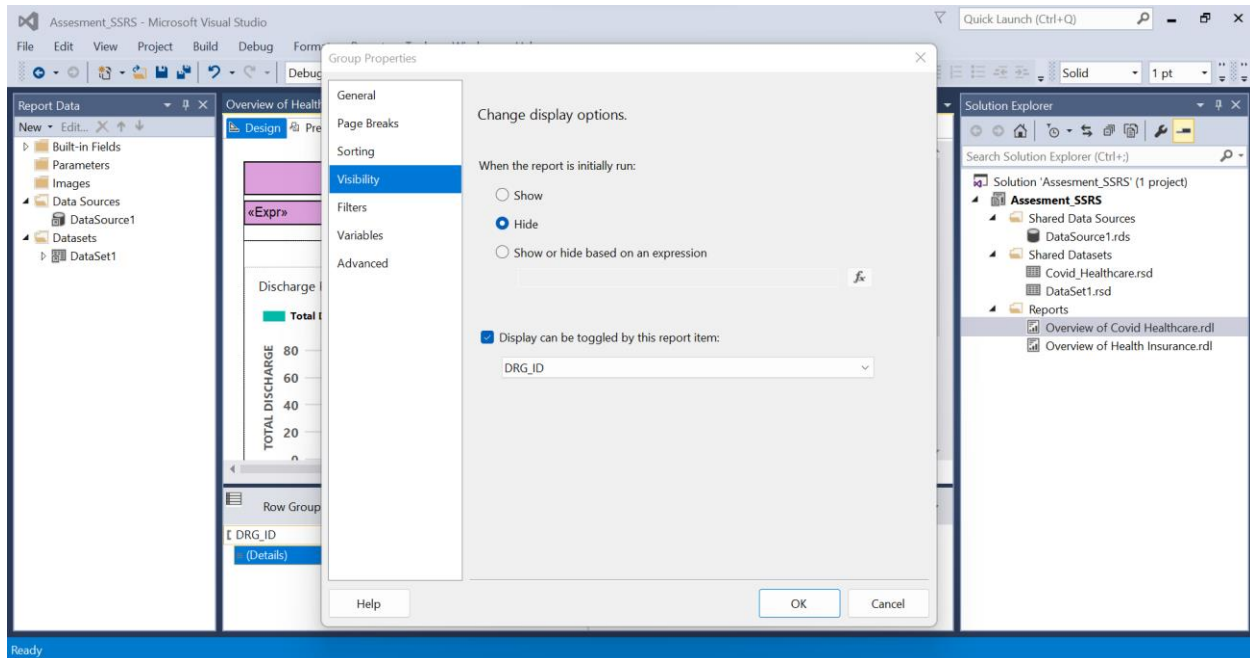 Assesment_SSRS - Microsoft Visual Studio
Quick Launch (Ctrl+Q)
File Edit View Project Build Debug
Debug
Solid
1 pt
Report Data
New Edit...
Built-in Fields
Parameters
Images
Data Sources
DataSource1
Datasets
DataSet1
Overview of Healt
Design Pre
«Expr»
Discharge
Total
TOTAL DISCHARGE
80
60
40
20
0
Row Group
DRG_ID
(Details)
Group Properties
General
Page Breaks
Sorting
Visibility
Filters
Variables
Advanced
Change display options.
When the report is initially run:
Show
Hide
Show or hide based on an expression
fx
Display can be toggled by this report item:
DRG_ID
Help
OK
Cancel
Solution Explorer
Search Solution Explorer (Ctrl+;)
Solution 'Assesment_SSRS' (1 project)
Assesment_SSRS
Shared Data Sources
DataSource1.rds
Shared Datasets
Covid_Healthcare.rsd
DataSet1.rsd
Reports
Overview of Covid Healthcare.rdl
Overview of Health Insurance.rdl
Ready